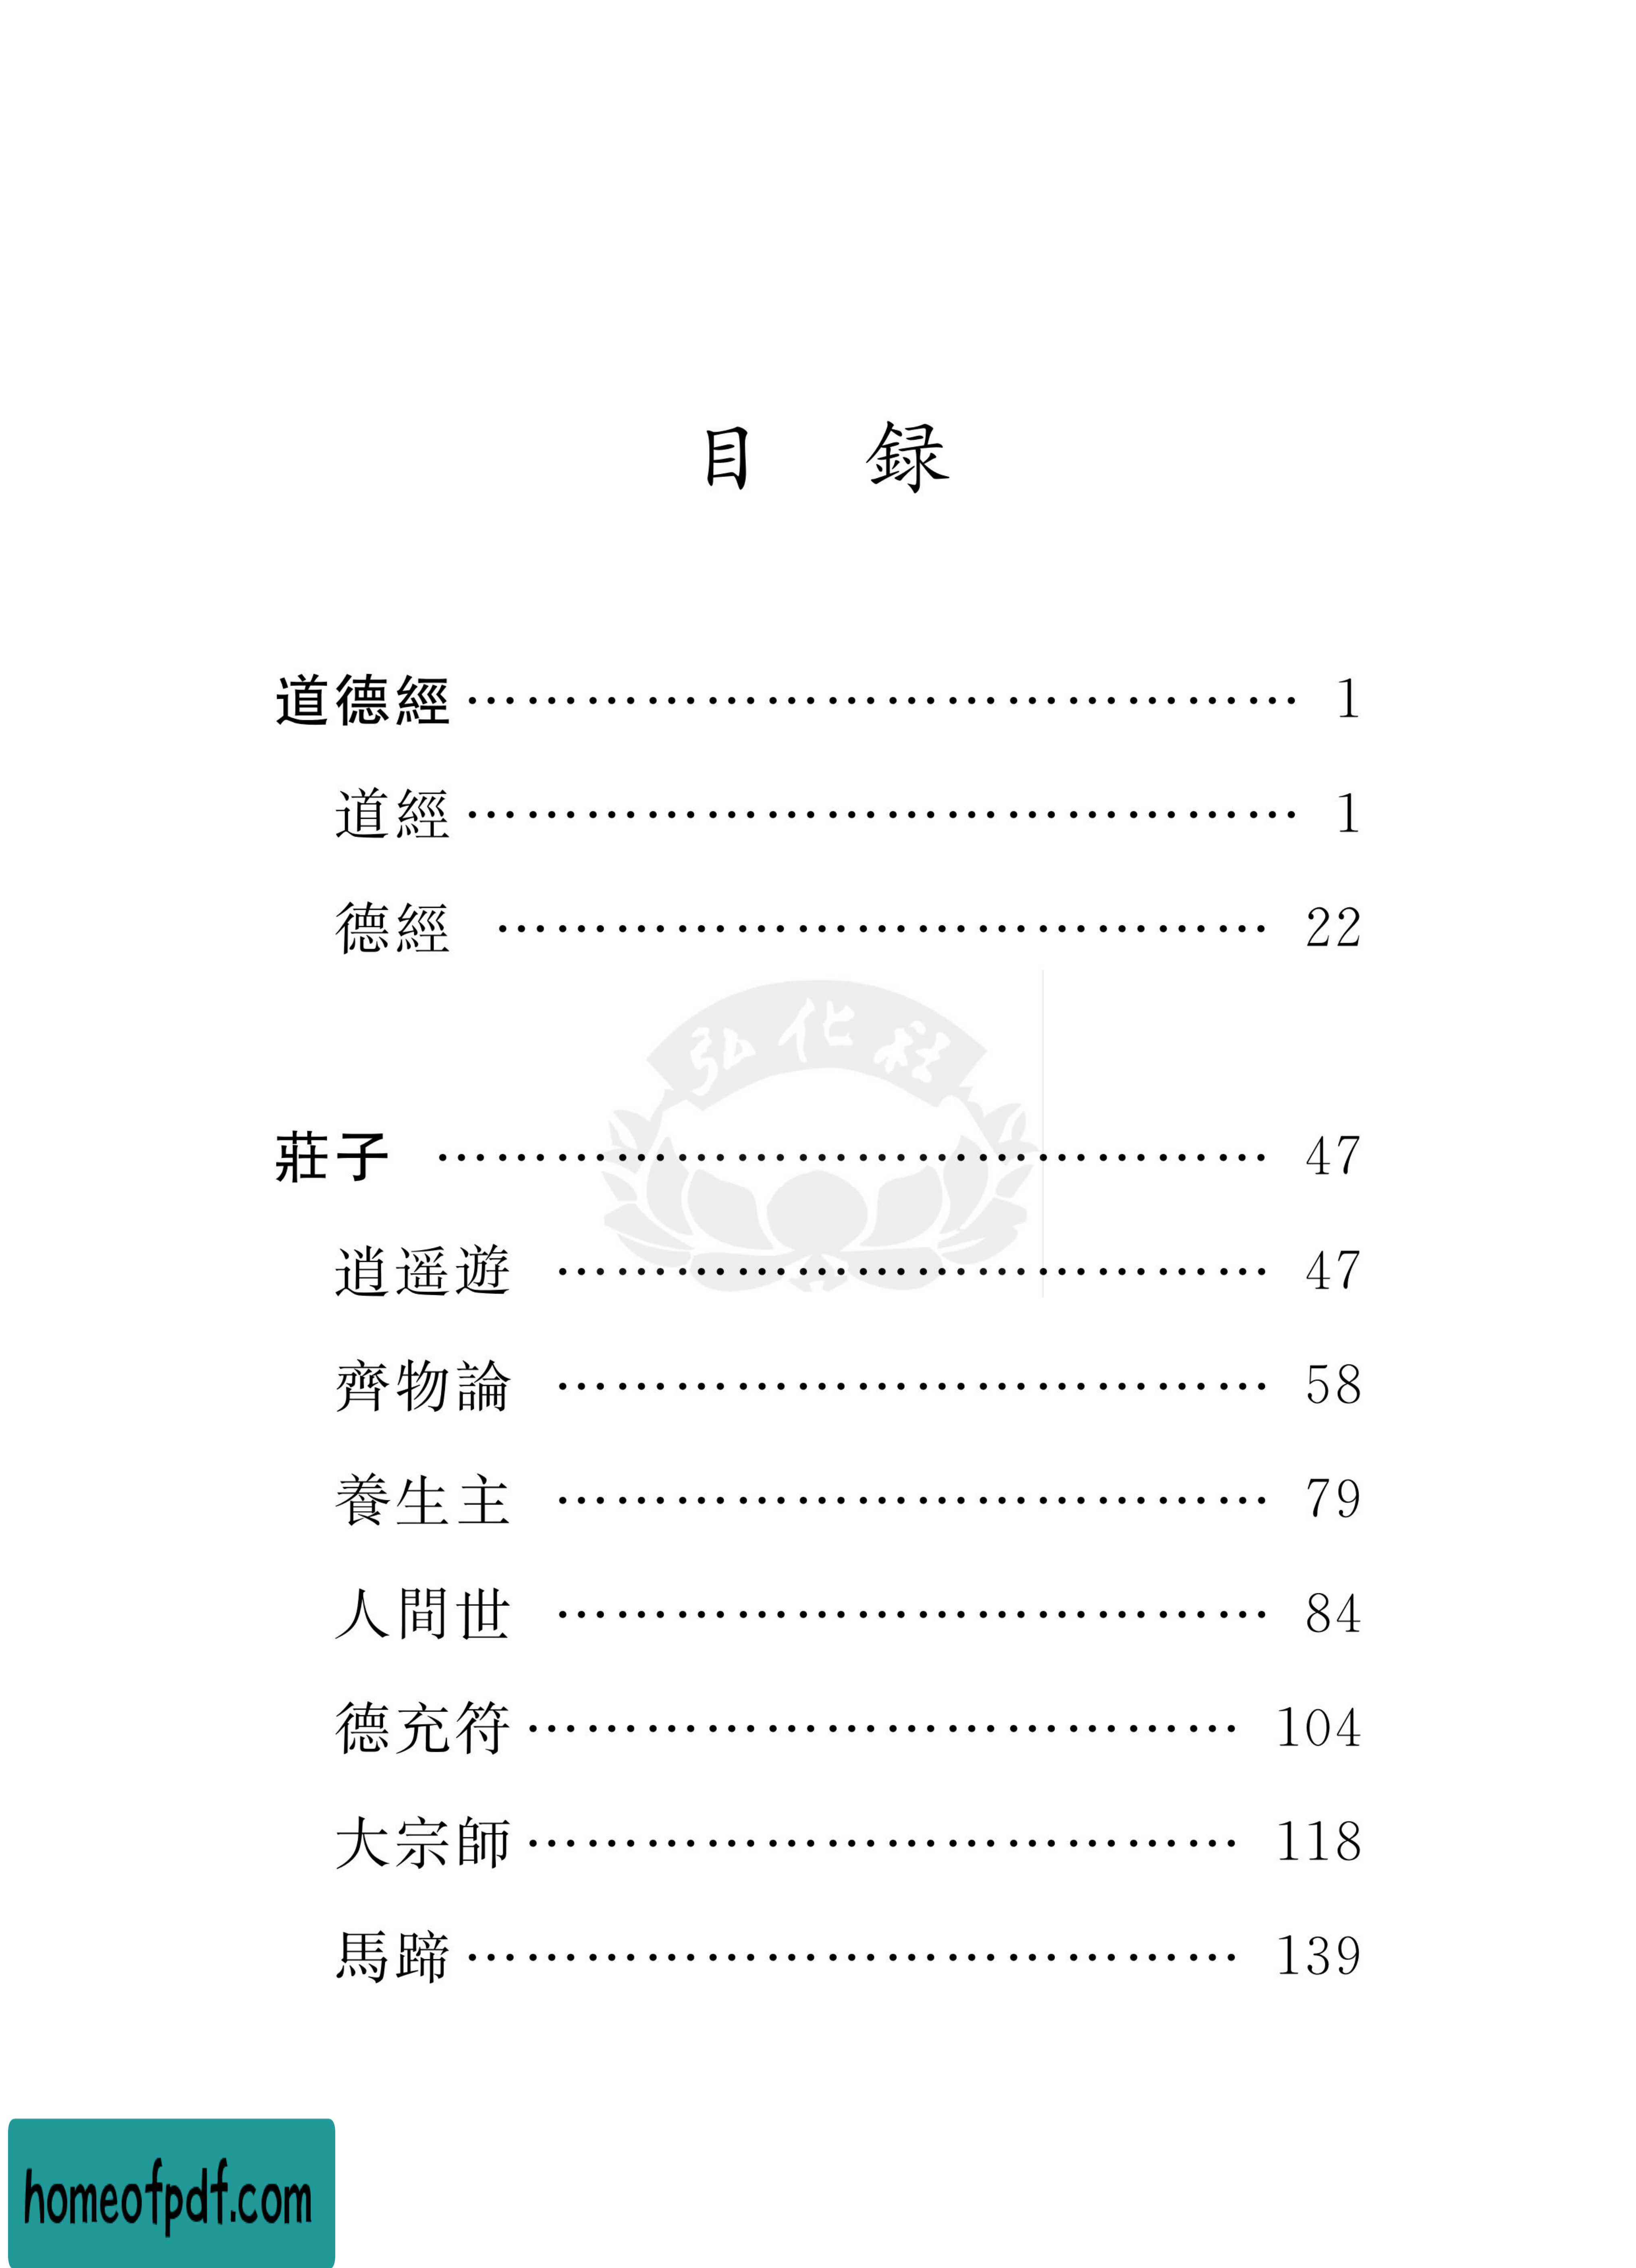 目 録
道德經………………………………………… 1
道經………………………………………… 1
德經 ……………………………………… 22
弘化社
莊子 ………………………………………… 47
逍遥遊 …………………………………… 47
齊物論 …………………………………… 58
養生主 …………………………………… 79
人間世 …………………………………… 84
德充符 …………………………………… 104
大宗師 …………………………………… 118
馬蹄 ……………………………………… 139
homeofpdf.com